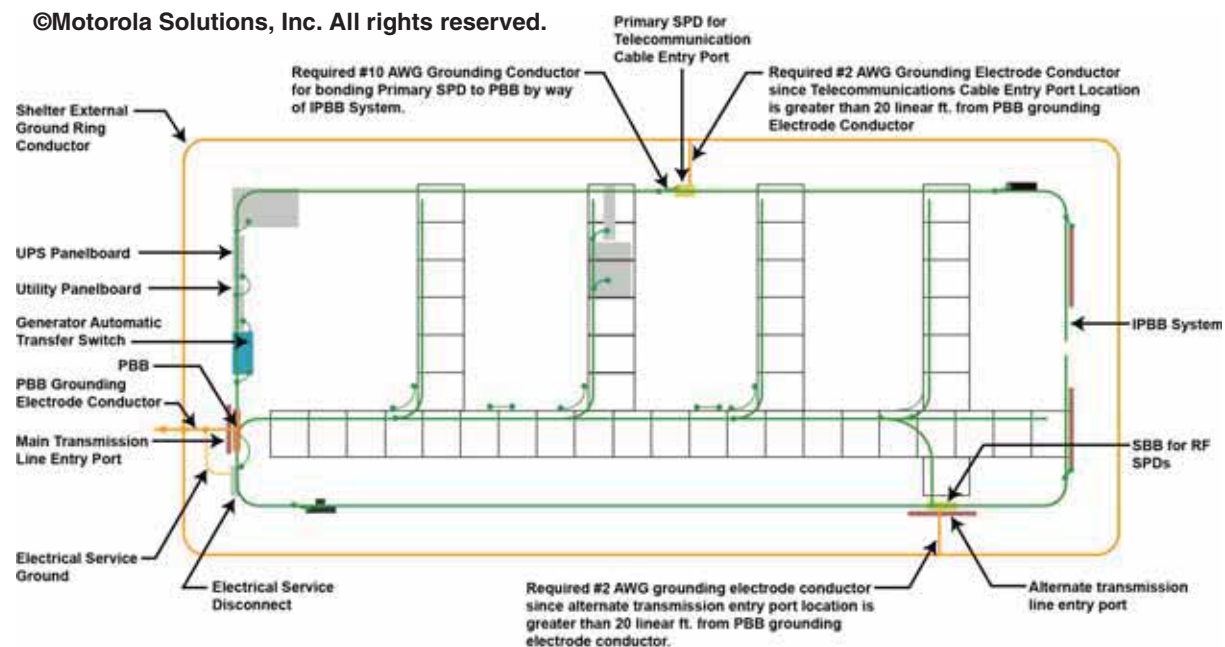 ©Motorola Solutions, Inc. All rights reserved.
Primary SPD for
Telecommunication
Cable Entry Port
Required #10 AWG Grounding Conductor
for bonding Primary SPD to PBB by way
of IPBB System.
Required #2 AWG Grounding Electrode Conductor
since Telecommunications Cable Entry Port Location
is greater than 20 linear ft. from PBB grounding
Electrode Conductor
Shelter External
Ground Ring
Conductor
UPS Panelboard
Utility Panelboard
Generator Automatic
Transfer Switch
PBB
PBB Grounding
Electrode Conductor
Main Transmission
Line Entry Port
IPBB System
SBB for RF
SPDs
Electrical Service
Ground
Electrical Service
Disconnect
Required #2 AWG grounding electrode conductor
since alternate transmission entry port location is
greater than 20 linear ft. from PBB grounding
electrode conductor.
Alternate transmission
line entry port